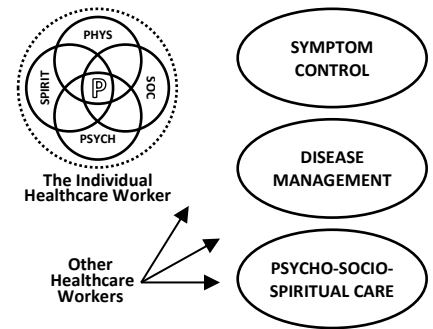 PHYS
SPIRIT
P
SOC
PSYCH
The Individual
Healthcare Worker
Other
Healthcare
Workers
SYMPTOM
CONTROL
DISEASE
MANAGEMENT
PSYCHO-SOCIO-
SPIRITUAL CARE